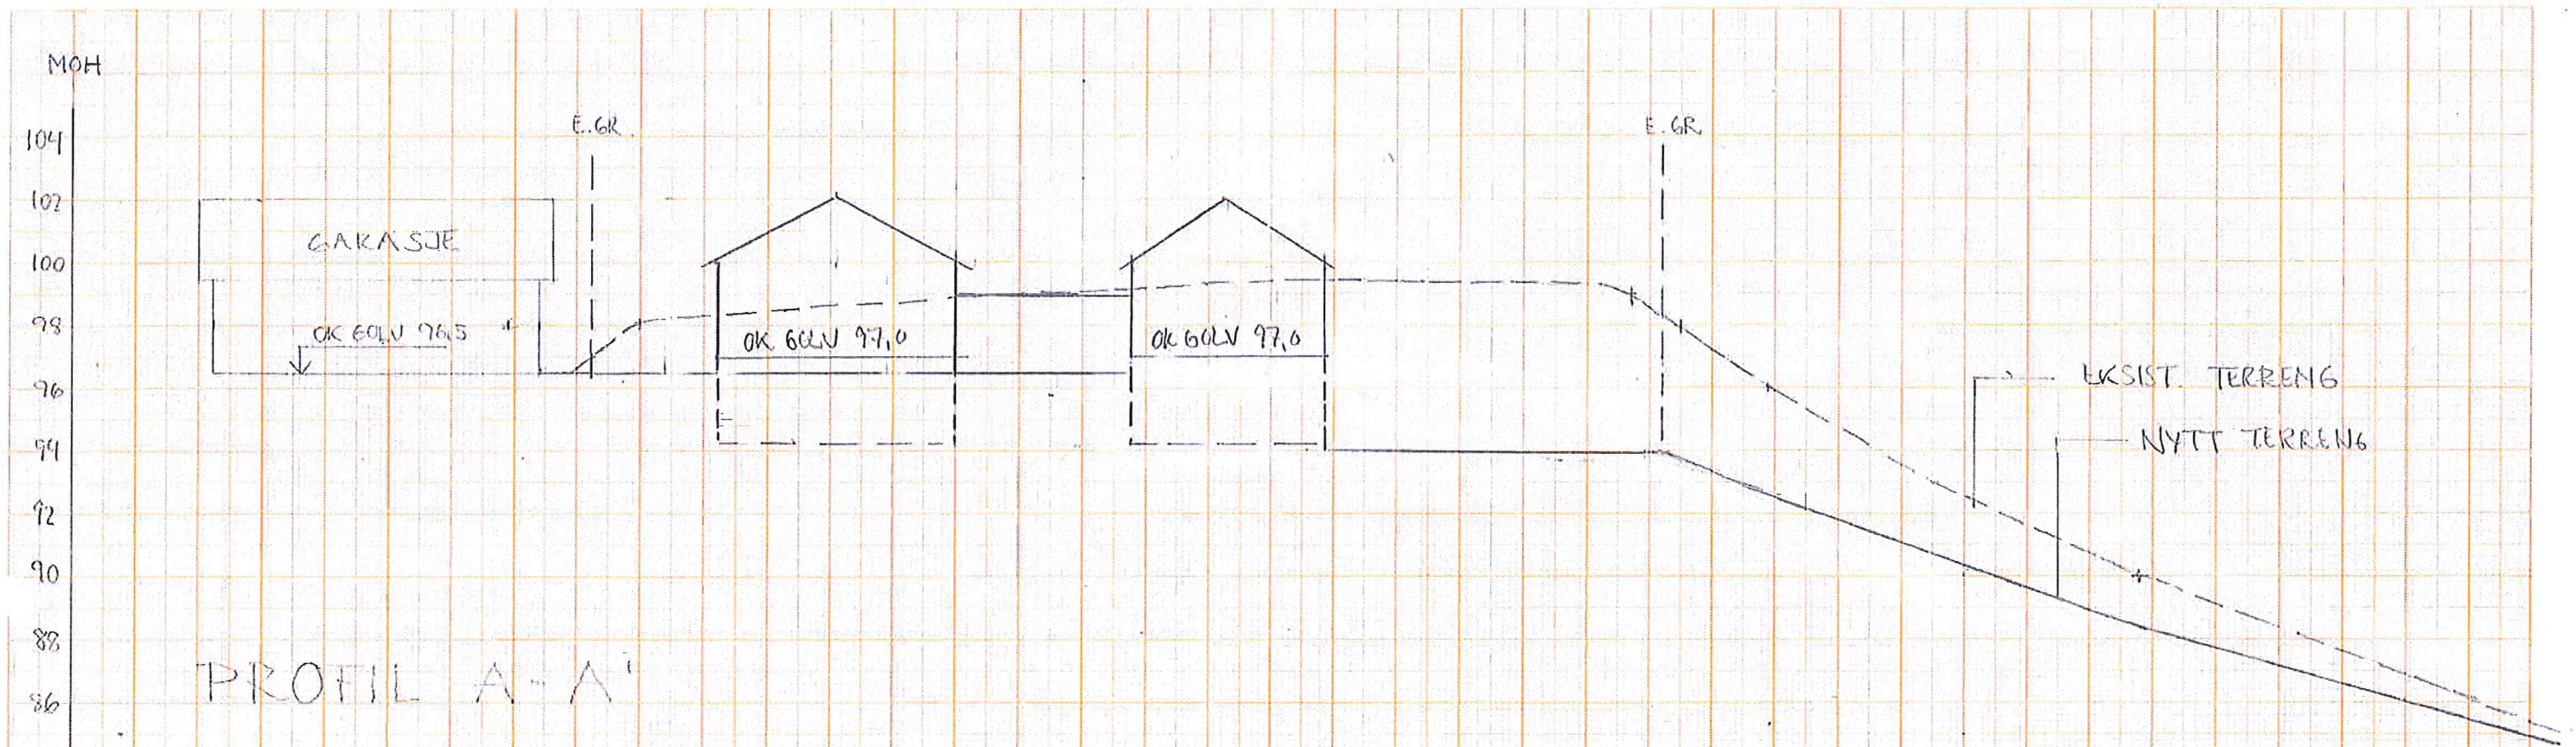 MOH
104
102
100
98
96
94
92
90
88
86
E.GR.
E.GR.
GARASJE
OK GOLV 96,5
OK GOLV 97,0
OK GOLV 97,0
EKSIST. TERRENG
NYTT TERRENG
PROFIL A-A'